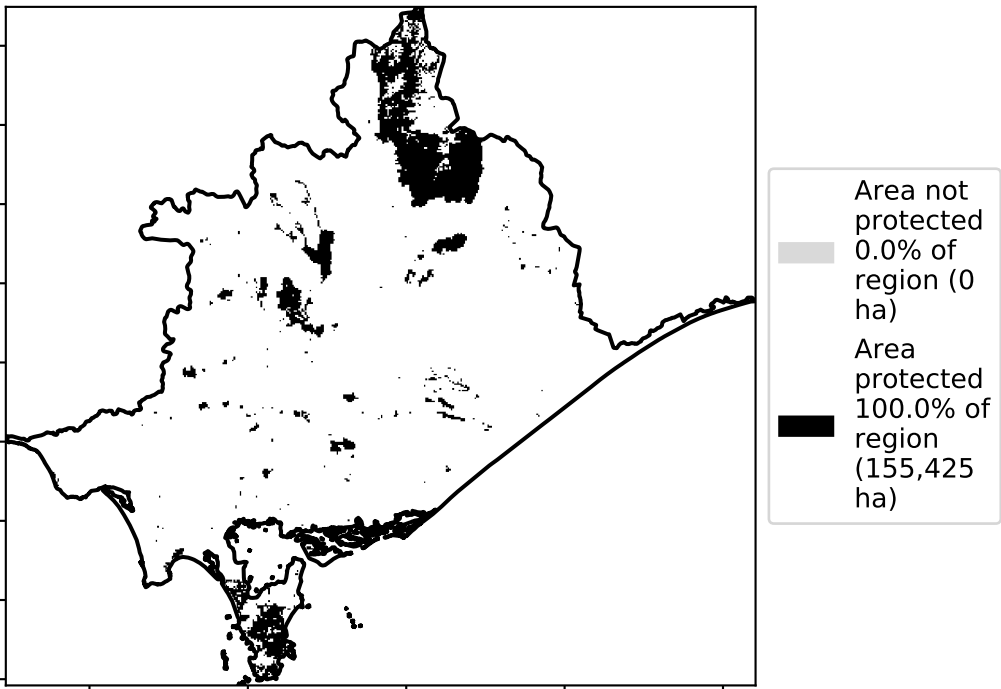 Area not
protected
0.0% of
region (0
ha)
Area
protected
100.0% of
region
(155,425
ha)